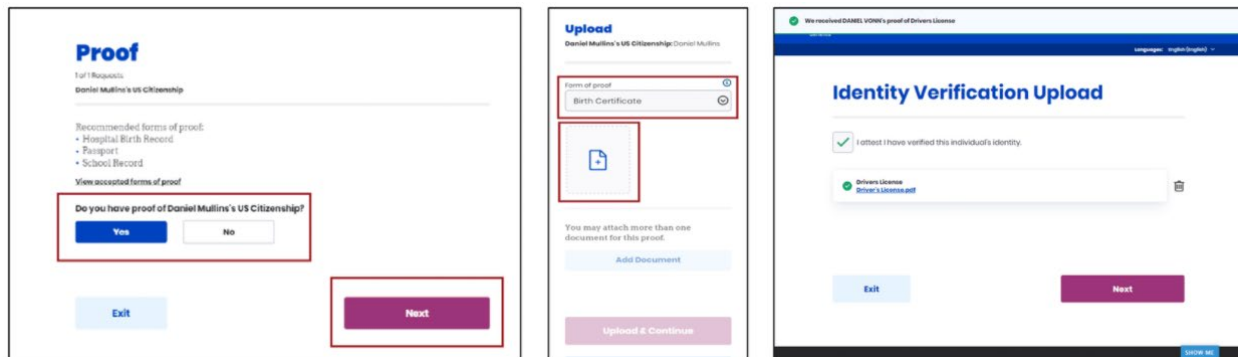 Proof
1 of 1 Requests
Daniel Mullins's US Citizenship
Recommended forms of proof:
• Hospital Birth Record
• Passport
• School Record
View accepted forms of proof
Do you have proof of Daniel Mullins's US Citizenship?
Yes No
Exit Next
Upload
Daniel Mullins's US Citizenship: Daniel Mullins
Form of proof
Birth Certificate
You may attach more than one
document for this proof.
Add Document
Upload & Continue
We received DANIEL VONN's proof of Drivers License
Languages: English (English)
Identity Verification Upload
I attest I have verified this individual's identity.
Drivers License
Driver's License.pdf
Exit Next
SHOW ME